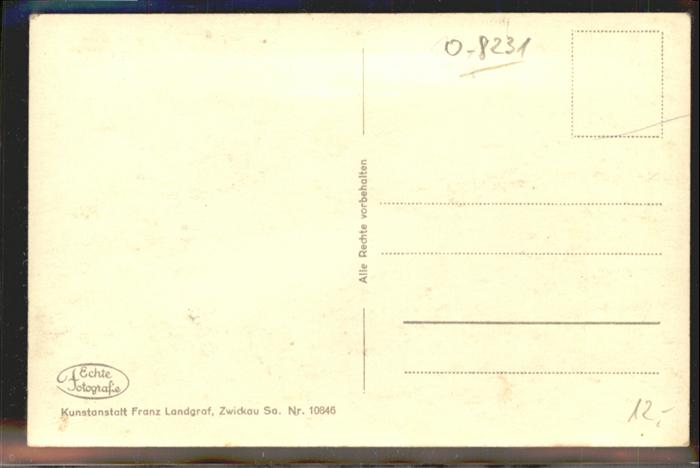 O-8231
Alle Rechte vorbehalten
Echte
Fotografie
Kunstanstalt Franz Landgraf, Zwickau Sa. Nr. 10846
12,-